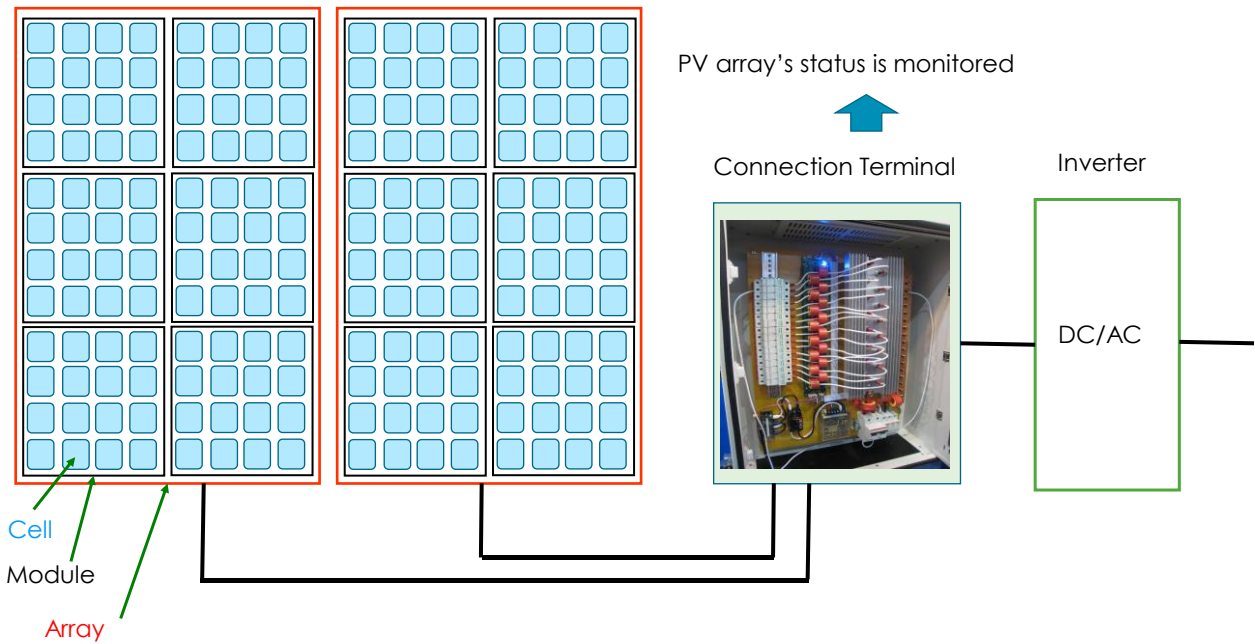 PV array’s status is monitored
Connection Terminal
Inverter
DC/AC
Cell
Module
Array